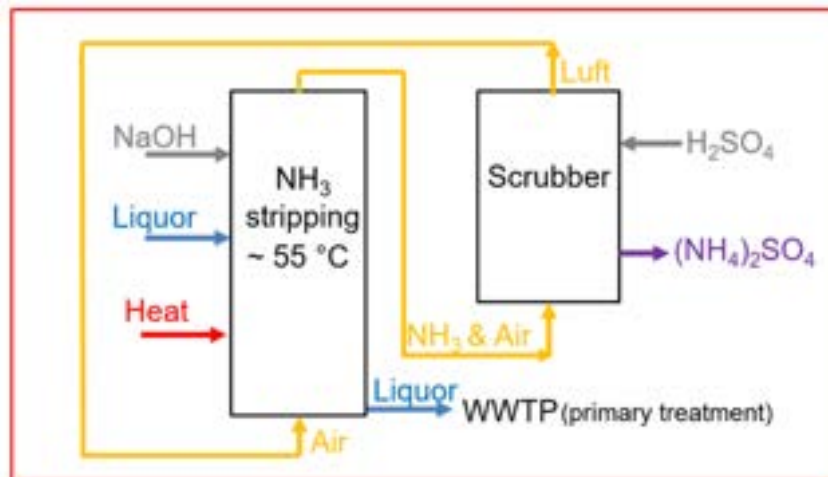 Luft
NaOH
NH₃
stripping
~ 55 °C
Scrubber
H₂SO₄
Liquor
(NH₄)₂SO₄
Heat
NH₃ & Air
Liquor
WWTP (primary treatment)
Air